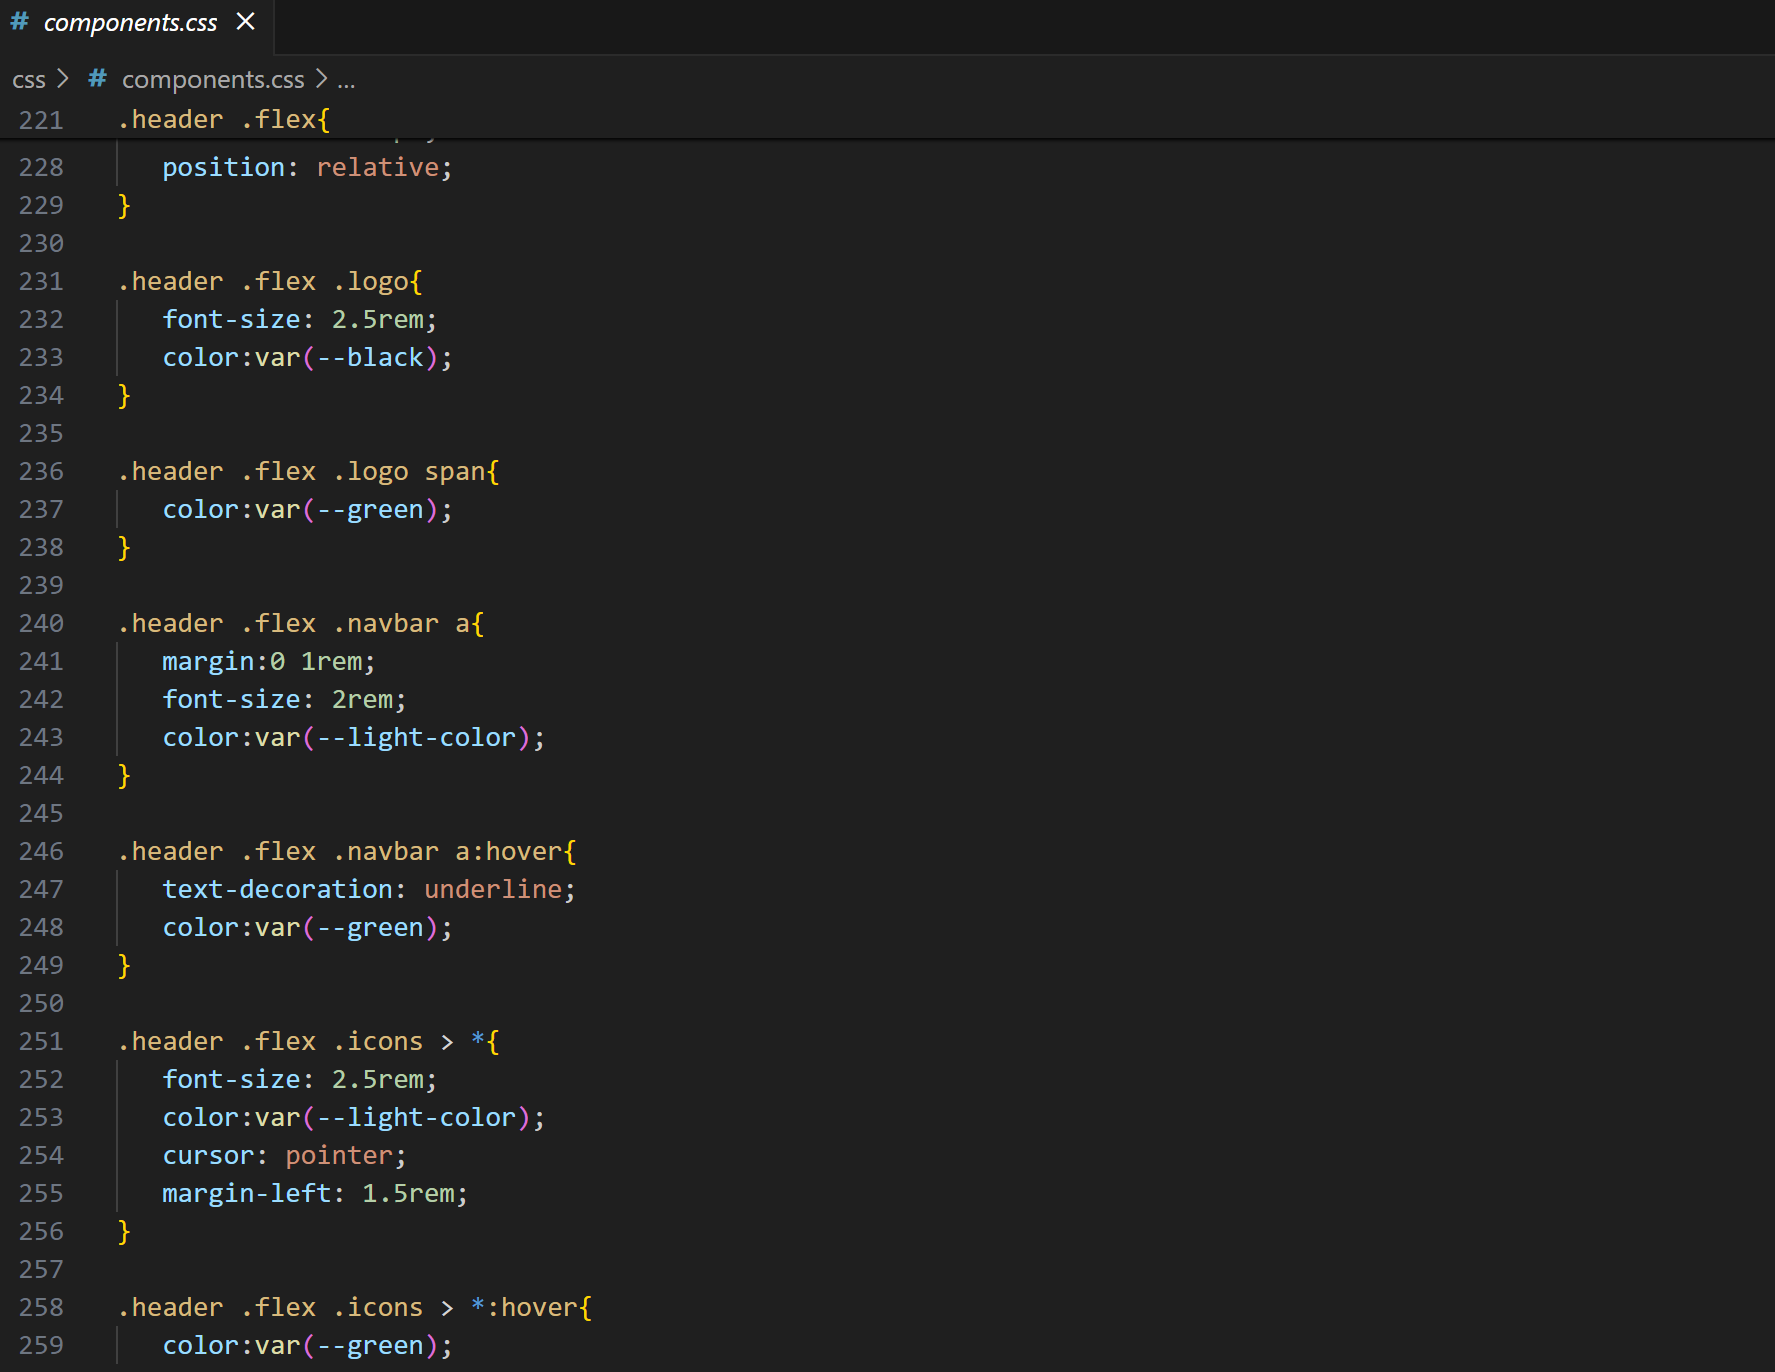 # components.css ×
css > # components.css > ...
221 .header .flex{
228 position: relative;
229 }
230
231 .header .flex .logo{
232 font-size: 2.5rem;
233 color:var(--black);
234 }
235
236 .header .flex .logo span{
237 color:var(--green);
238 }
239
240 .header .flex .navbar a{
241 margin:0 1rem;
242 font-size: 2rem;
243 color:var(--light-color);
244 }
245
246 .header .flex .navbar a:hover{
247 text-decoration: underline;
248 color:var(--green);
249 }
250
251 .header .flex .icons > *{
252 font-size: 2.5rem;
253 color:var(--light-color);
254 cursor: pointer;
255 margin-left: 1.5rem;
256 }
257
258 .header .flex .icons > *:hover{
259 color:var(--green);